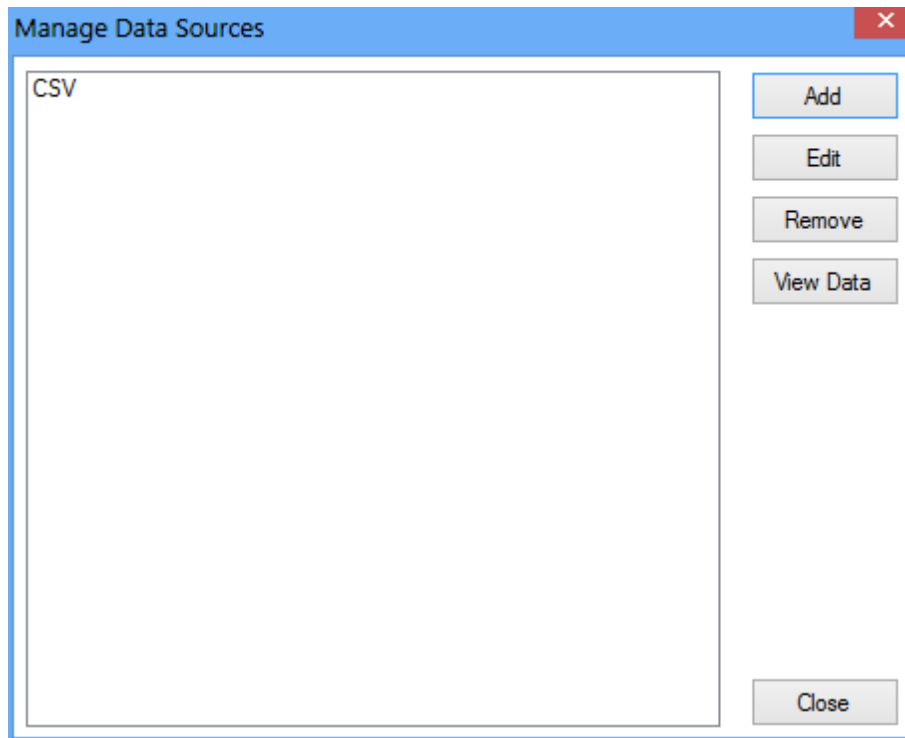 Manage Data Sources
CSV
Add
Edit
Remove
View Data
Close